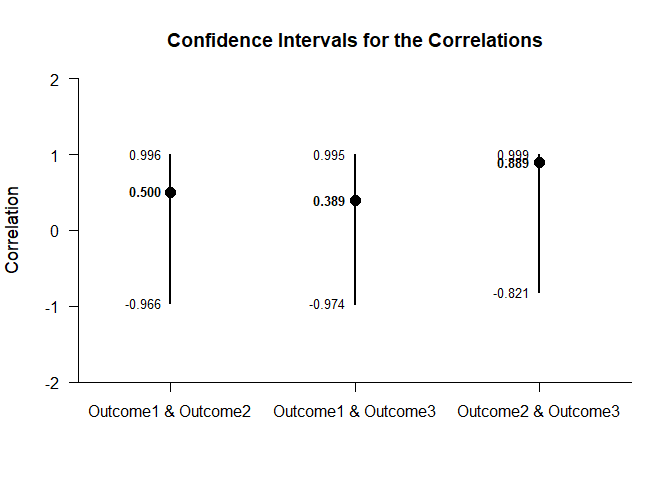 Confidence Intervals for the Correlations
Correlation
2
1
0
-1
-2
0.996
0.500
-0.966
0.995
0.389
-0.974
0.999
0.889
-0.821
Outcome1 & Outcome2
Outcome1 & Outcome3
Outcome2 & Outcome3